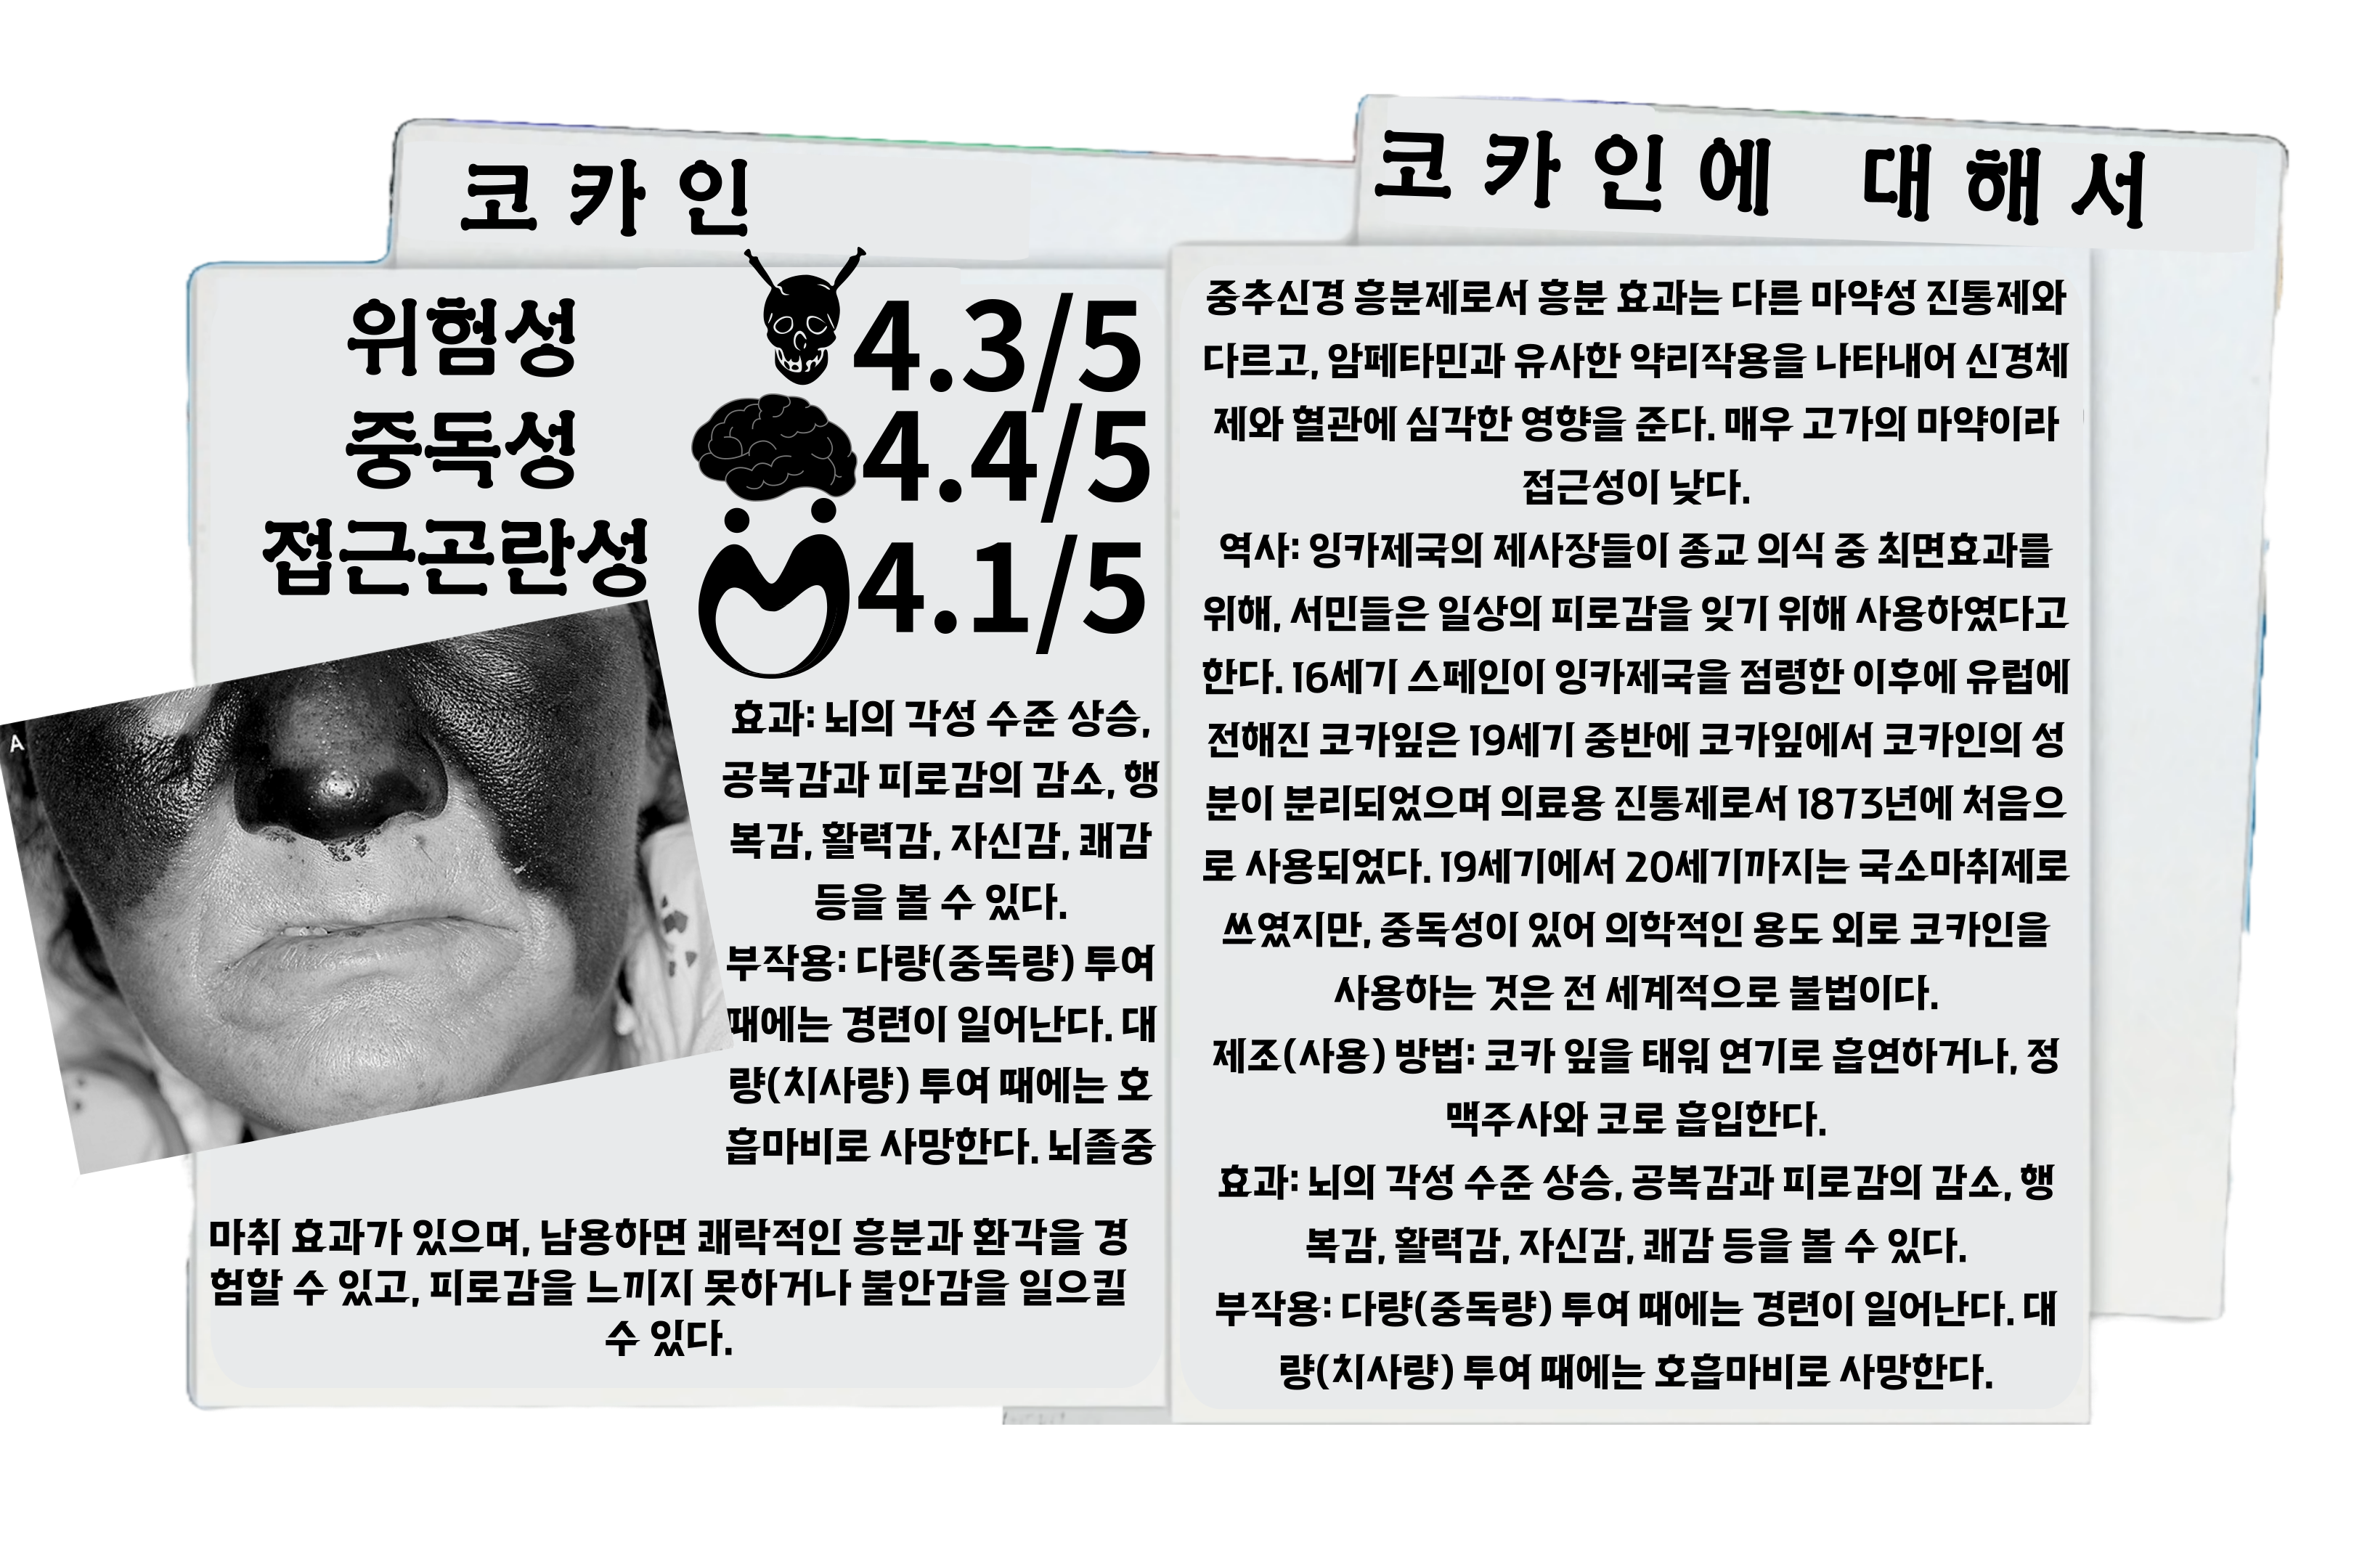 코카인
위험성 4.3/5
중독성 4.4/5
접근곤란성 4.1/5
A
효과: 뇌의 각성 수준 상승,
공복감과 피로감의 감소, 행
복감, 활력감, 자신감, 쾌감
등을 볼 수 있다.
부작용: 다량(중독량) 투여
때에는 경련이 일어난다. 대
량(치사량) 투여 때에는 호
흡마비로 사망한다. 뇌졸중
마취 효과가 있으며, 남용하면 쾌락적인 흥분과 환각을 경
험할 수 있고, 피로감을 느끼지 못하거나 불안감을 일으킬
수 있다.
코카인에 대해서
중추신경 흥분제로서 흥분 효과는 다른 마약성 진통제와
다르고, 암페타민과 유사한 약리작용을 나타내어 신경체
제와 혈관에 심각한 영향을 준다. 매우 고가의 마약이라
접근성이 낮다.
역사: 잉카제국의 제사장들이 종교 의식 중 최면효과를
위해, 서민들은 일상의 피로감을 잊기 위해 사용하였다고
한다. 16세기 스페인이 잉카제국을 점령한 이후에 유럽에
전해진 코카잎은 19세기 중반에 코카잎에서 코카인의 성
분이 분리되었으며 의료용 진통제로서 1873년에 처음으
로 사용되었다. 19세기에서 20세기까지는 국소마취제로
쓰였지만, 중독성이 있어 의학적인 용도 외로 코카인을
사용하는 것은 전 세계적으로 불법이다.
제조(사용) 방법: 코카 잎을 태워 연기로 흡연하거나, 정
맥주사와 코로 흡입한다.
효과: 뇌의 각성 수준 상승, 공복감과 피로감의 감소, 행
복감, 활력감, 자신감, 쾌감 등을 볼 수 있다.
부작용: 다량(중독량) 투여 때에는 경련이 일어난다. 대
량(치사량) 투여 때에는 호흡마비로 사망한다.